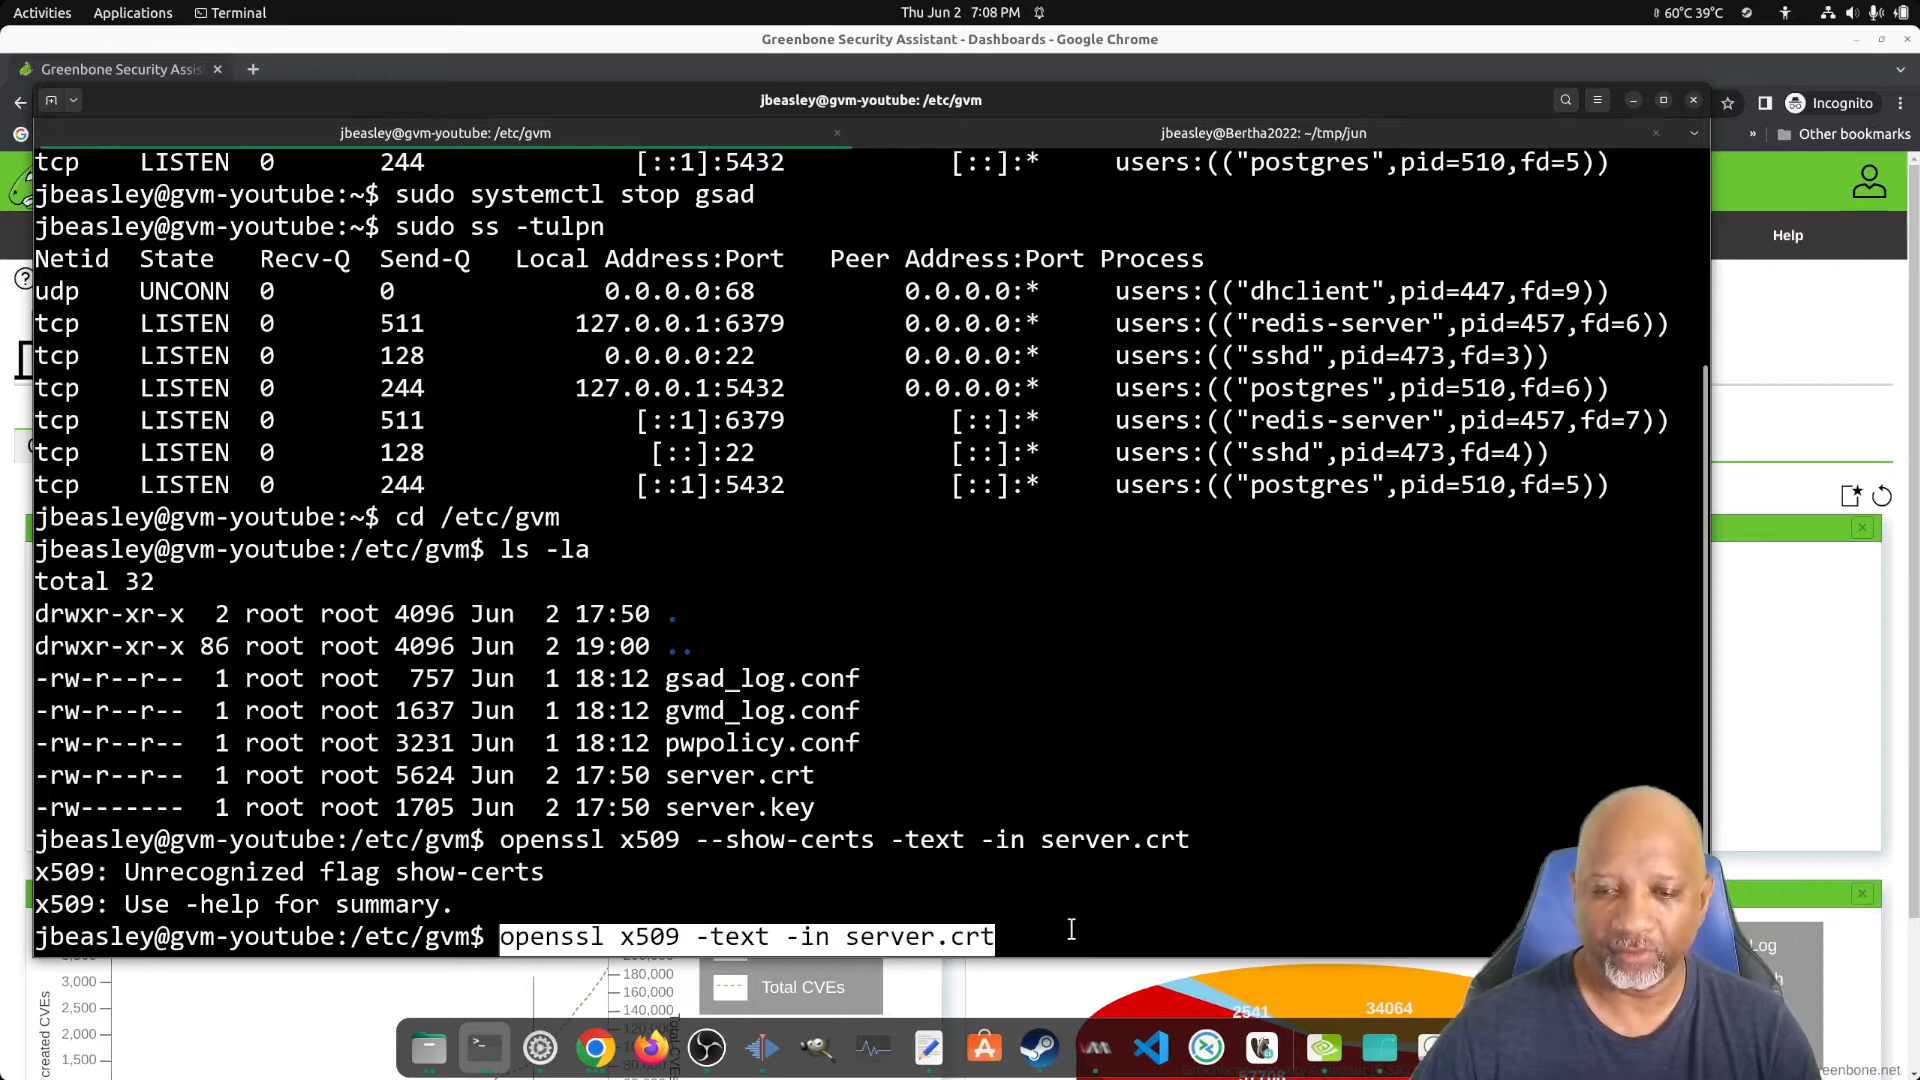 Activities Applications Terminal Thu Jun 2 7:08 PM 60°C 39°C
Greenbone Security Assistant - Dashboards - Google Chrome
Greenbone Security Assis
jbeasley@gvm-youtube: /etc/gvm
Incognito
jbeasley@gvm-youtube: /etc/gvm
jbeasley@Bertha2022: ~/tmp/jun
» Other bookmarks
tcp LISTEN 0 244 [::1]:5432 [::]:* users:(("postgres",pid=510,fd=5))
jbeasley@gvm-youtube:~$ sudo systemctl stop gsad
jbeasley@gvm-youtube:~$ sudo ss -tulpn
Help
Netid State Recv-Q Send-Q Local Address:Port Peer Address:Port Process
udp UNCONN 0 0 0.0.0.0:68 0.0.0.0:* users:(("dhclient",pid=447,fd=9))
tcp LISTEN 0 511 127.0.0.1:6379 0.0.0.0:* users:(("redis-server",pid=457,fd=6))
tcp LISTEN 0 128 0.0.0.0:22 0.0.0.0:* users:(("sshd",pid=473,fd=3))
tcp LISTEN 0 244 127.0.0.1:5432 0.0.0.0:* users:(("postgres",pid=510,fd=6))
tcp LISTEN 0 511 [::1]:6379 [::]:* users:(("redis-server",pid=457,fd=7))
tcp LISTEN 0 128 [::]:22 [::]:* users:(("sshd",pid=473,fd=4))
tcp LISTEN 0 244 [::1]:5432 [::]:* users:(("postgres",pid=510,fd=5))
jbeasley@gvm-youtube:~$ cd /etc/gvm
jbeasley@gvm-youtube:/etc/gvm$ ls -la
total 32
drwxr-xr-x 2 root root 4096 Jun 2 17:50 .
drwxr-xr-x 86 root root 4096 Jun 2 19:00 ..
-rw-r--r-- 1 root root 757 Jun 1 18:12 gsad_log.conf
-rw-r--r-- 1 root root 1637 Jun 1 18:12 gvmd_log.conf
-rw-r--r-- 1 root root 3231 Jun 1 18:12 pwpolicy.conf
-rw-r--r-- 1 root root 5624 Jun 2 17:50 server.crt
-rw------- 1 root root 1705 Jun 2 17:50 server.key
jbeasley@gvm-youtube:/etc/gvm$ openssl x509 --show-certs -text -in server.crt
x509: Unrecognized flag show-certs
x509: Use -help for summary.
jbeasley@gvm-youtube:/etc/gvm$ openssl x509 -text -in server.crt
Log
3,000 180,000
160,000 Total CVEs
2,500 140,000
2541 34064
2,000 120,000
1,500
created CVEs
57708
eenbone.net